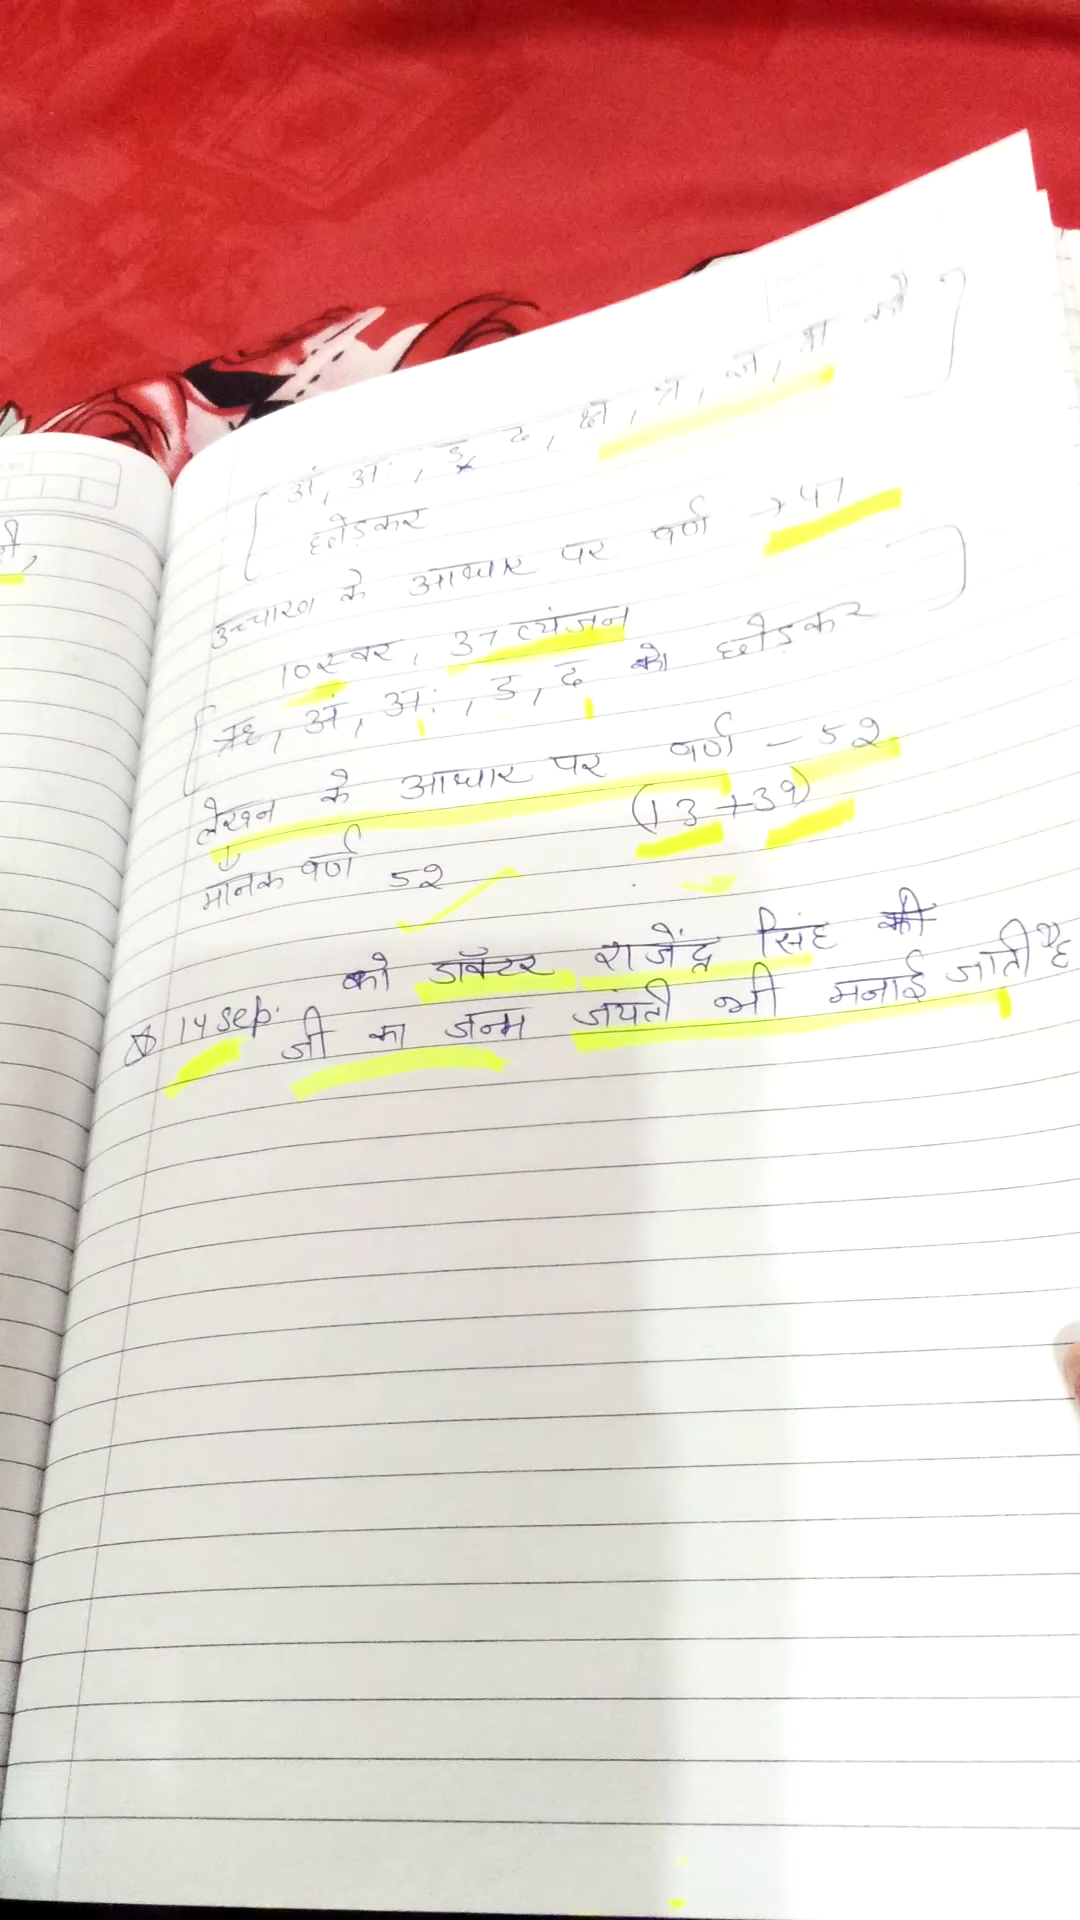 अं, अः, ड़, ढ़, क्ष, त्र, ज्ञ, श्र को
छोड़कर
उच्चारण के आधार पर वर्ण → 47
10 स्वर, 37 व्यंजन
ऋ, अं, अः, ड, ढ को छोड़कर
लेखन के आधार पर वर्ण - 52
(13 + 39)
मानक वर्ण 52
14 sep. को डॉक्टर राजेंद्र सिंह की
जी का जन्म जयंती भी मनाई जाती है